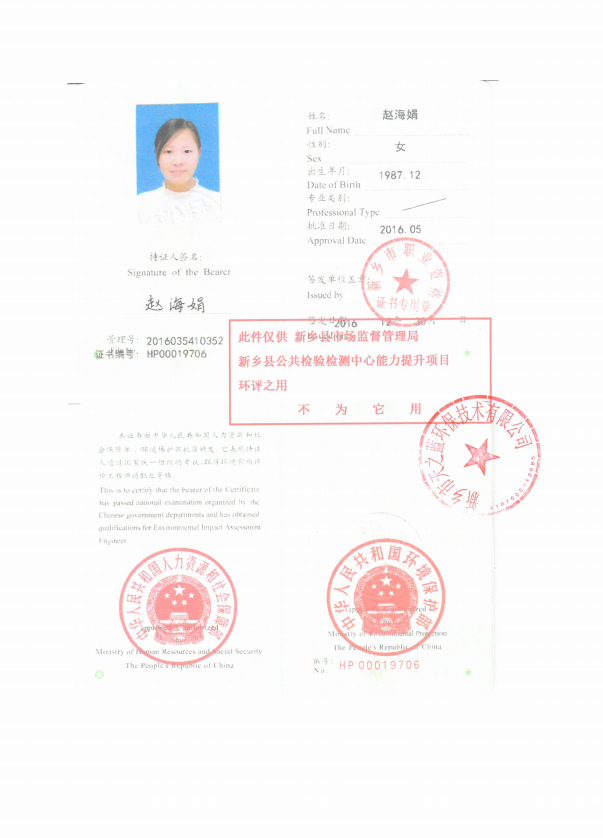 姓名: 赵海娟
Full Name
性别: 女
Sex
出生年月: 1987.12
Date of Birth
专业类别:
Professional Type
批准日期: 2016.05
Approval Date
持证人签名:
Signature of the Bearer
赵海娟
签发单位盖章
Issued by
新乡市职业资格
证书专用章
签发日期 2016 12 日
管理号: 2016035410352
证书编号: HP00019706
此件仅供 新乡县市场监督管理局
新乡县公共检验检测中心能力提升项目
环评之用
不 为 它 用
新乡市天之蓝环保技术有限公司
本证书由中华人民共和国人力资源和社
会保障部、环境保护部批准颁发。它表明持证
人通过国家统一组织的考试,取得环境影响评
价工程师的职业资格。
This is to certify that the bearer of the Certificate
has passed national examination organized by the
Chinese government departments and has obtained
qualifications for Environmental Impact Assessment
Engineer.
中华人民共和国人力资源和社会保障部
approved & authorized
by
Ministry of Human Resources and Social Security
The People's Republic of China
中华人民共和国环境保护部
approved & authorized
by
Ministry of Environmental Protection
The People's Republic of China
编号:
No. HP 00019706